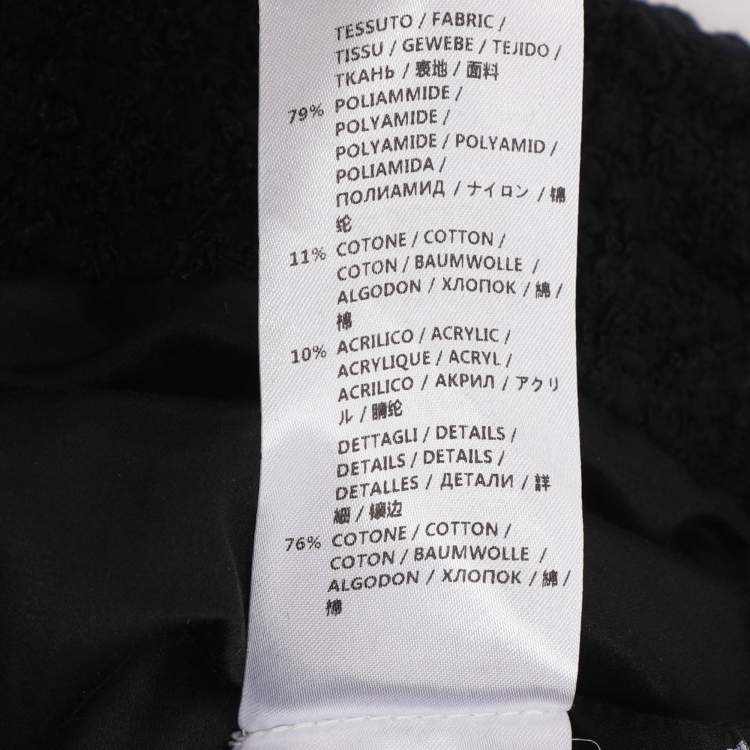 TESSUTO / FABRIC /
TISSU / GEWEBE / TEJIDO /
ТКАНЬ / 表地 / 面料
79% POLIAMMIDE /
POLYAMIDE /
POLYAMIDE / POLYAMID /
POLIAMIDA /
ПОЛИАМИД / ナイロン / 锦
纶
11% COTONE / COTTON /
COTON / BAUMWOLLE /
ALGODON / ХЛОПОК / 綿 /
棉
10% ACRILICO / ACRYLIC /
ACRYLIQUE / ACRYL /
ACRILICO / АКРИЛ / アクリ
ル / 腈纶
DETTAGLI / DETAILS /
DETAILS / DETAILS /
DETALLES / ДЕТАЛИ / 詳
細 / 镶边
76% COTONE / COTTON /
COTON / BAUMWOLLE /
ALGODON / ХЛОПОК / 綿 /
棉